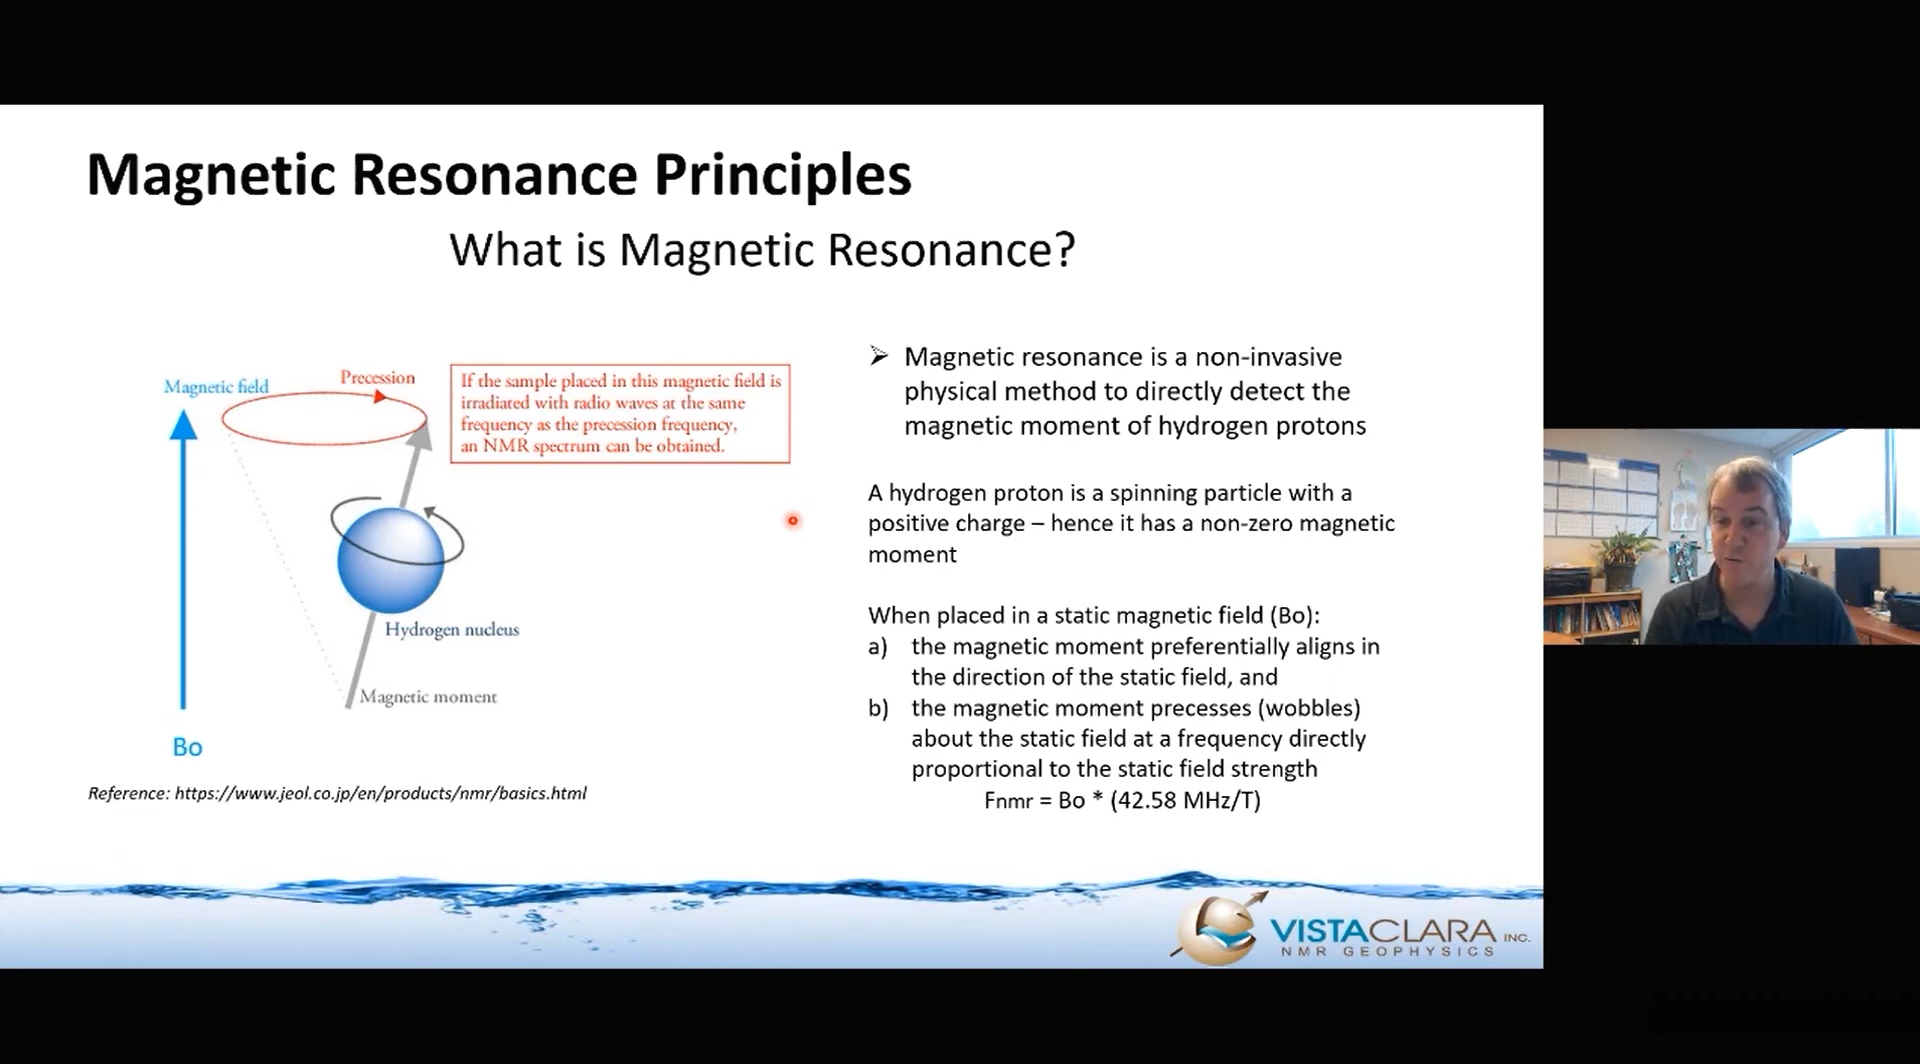 Magnetic Resonance Principles
What is Magnetic Resonance?
Magnetic field
Precession
If the sample placed in this magnetic field is
irradiated with radio waves at the same
frequency as the precession frequency,
an NMR spectrum can be obtained.
Hydrogen nucleus
Magnetic moment
Bo
Reference: https://www.jeol.co.jp/en/products/nmr/basics.html
➢ Magnetic resonance is a non-invasive
physical method to directly detect the
magnetic moment of hydrogen protons
A hydrogen proton is a spinning particle with a
positive charge – hence it has a non-zero magnetic
moment
When placed in a static magnetic field (Bo):
a) the magnetic moment preferentially aligns in
the direction of the static field, and
b) the magnetic moment precesses (wobbles)
about the static field at a frequency directly
proportional to the static field strength
Fnmr = Bo * (42.58 MHz/T)
VISTACLARA INC.
NMR GEOPHYSICS